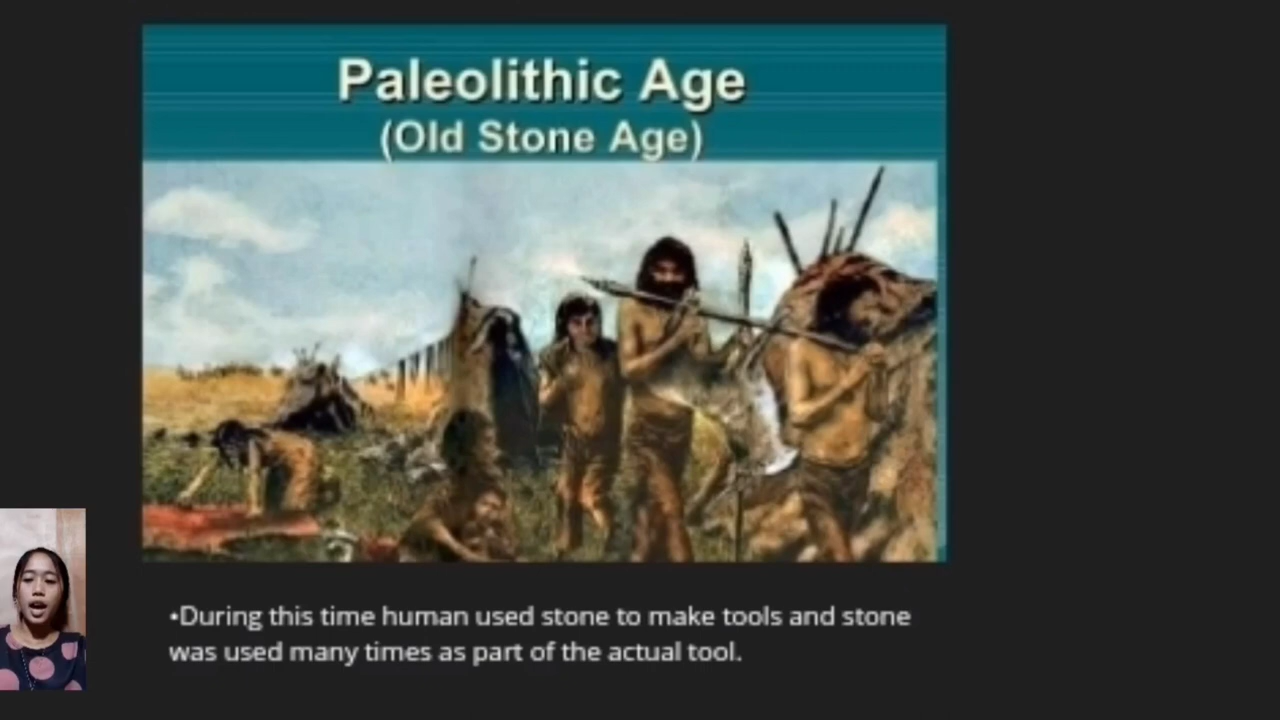 Paleolithic Age
(Old Stone Age)
•During this time human used stone to make tools and stone
was used many times as part of the actual tool.